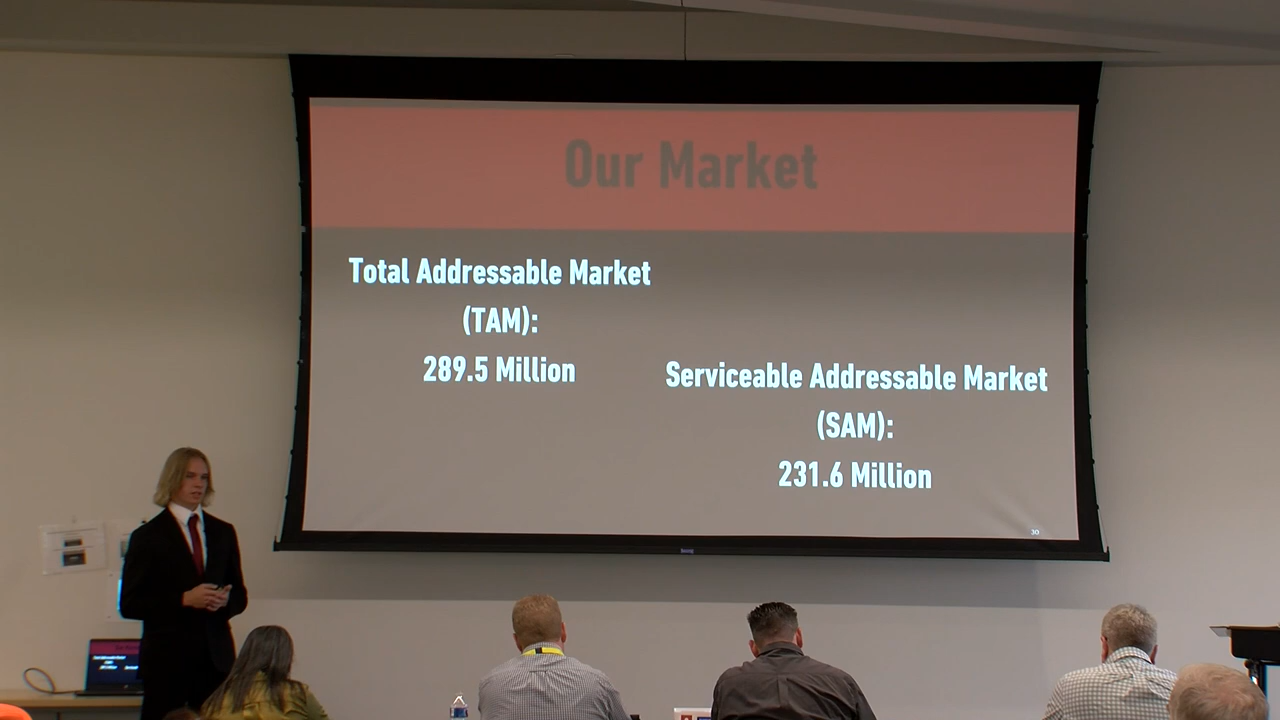 Our Market
Total Addressable Market
(TAM):
289.5 Million
Serviceable Addressable Market
(SAM):
231.6 Million
30